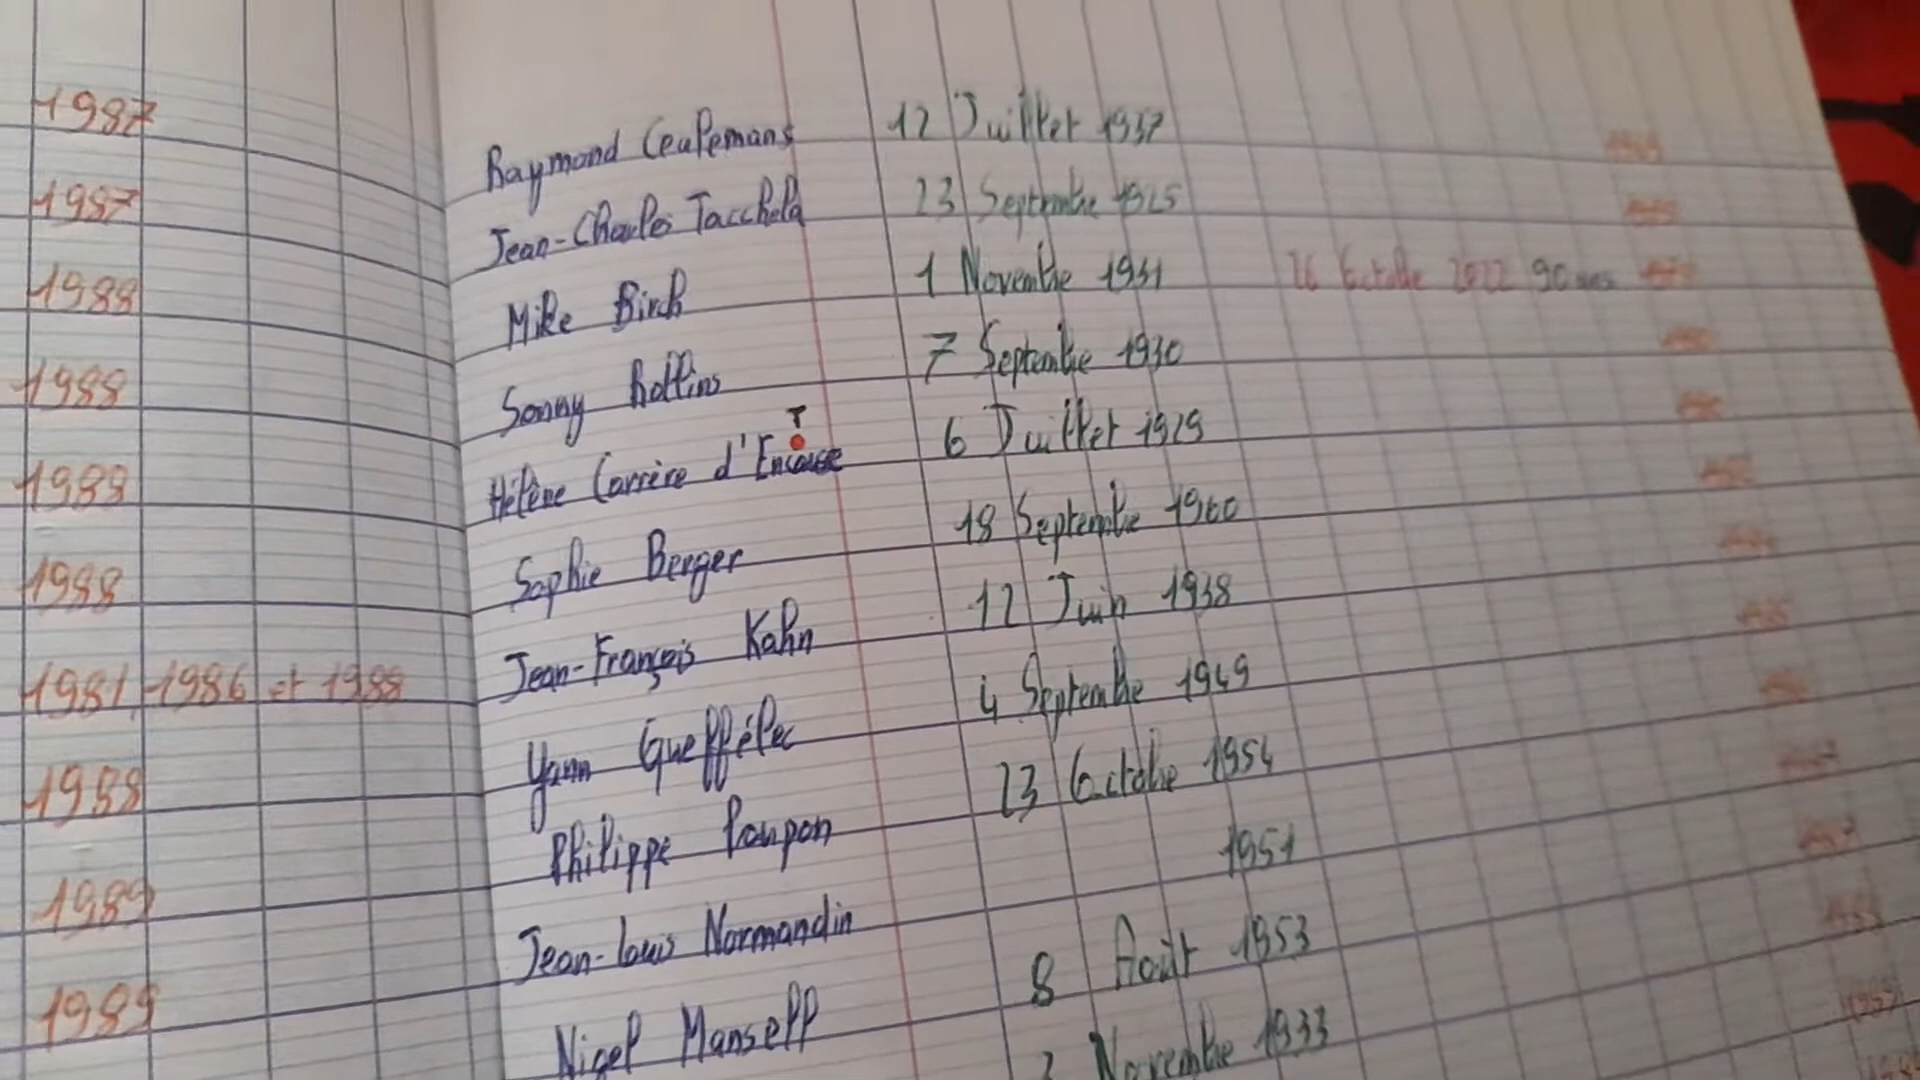 1987 Raymond Ceulemans 12 Juillet 1937
1987 Jean-Charles Tacchela 23 Septembre 1925
1988 Mike Birch 1 Novembre 1931 26 Octobre 2022 90 ans
1988 Sonny Rollins 7 Septembre 1930
T
1988 Hélène Carrère d'Encausse 6 Juillet 1929
1988 Sophie Berger 18 Septembre 1960
1981, 1986 et 1988 Jean-François Kahn 12 Juin 1938
1988 Yann Queffélec 4 Septembre 1949
1989 Philippe Poupon 23 Octobre 1954
1989 Jean-Louis Normandin 1951
Nigel Mansell 8 Août 1953
Novembre 1933